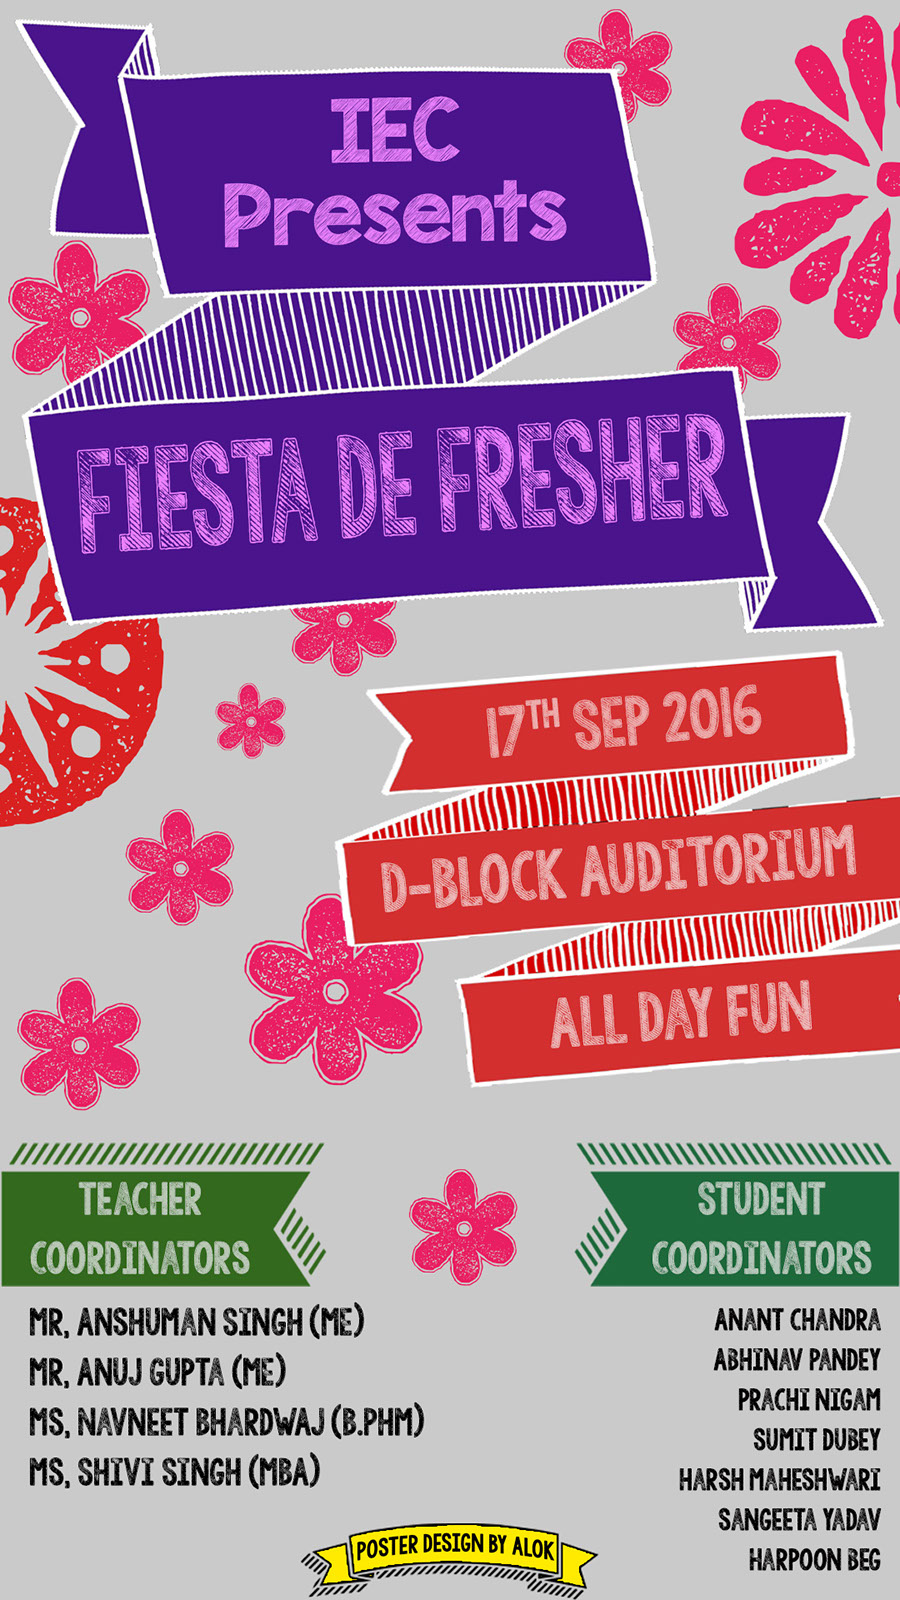 IEC
Presents
FIESTA DE FRESHER
17TH SEP 2016
D-BLOCK AUDITORIUM
ALL DAY FUN
TEACHER
COORDINATORS
MR, ANSHUMAN SINGH (ME)
MR, ANUJ GUPTA (ME)
MS, NAVNEET BHARDWAJ (B.PHM)
MS, SHIVI SINGH (MBA)
STUDENT
COORDINATORS
ANANT CHANDRA
ABHINAV PANDEY
PRACHI NIGAM
SUMIT DUBEY
HARSH MAHESHWARI
SANGEETA YADAV
HARPOON BEG
POSTER DESIGN BY ALOK